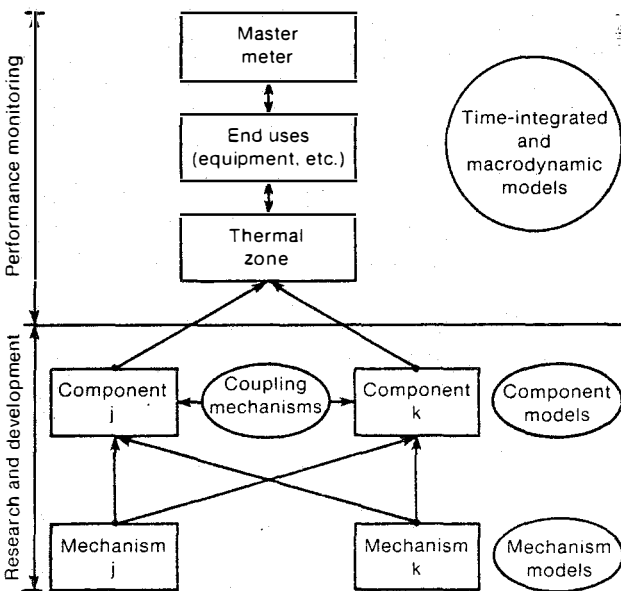 Performance monitoring
Master
meter
End uses
(equipment, etc.)
Thermal
zone
Time-integrated
and
macrodynamic
models
Research and development
Component
j
Coupling
mechanisms
Component
k
Component
models
Mechanism
j
Mechanism
k
Mechanism
models